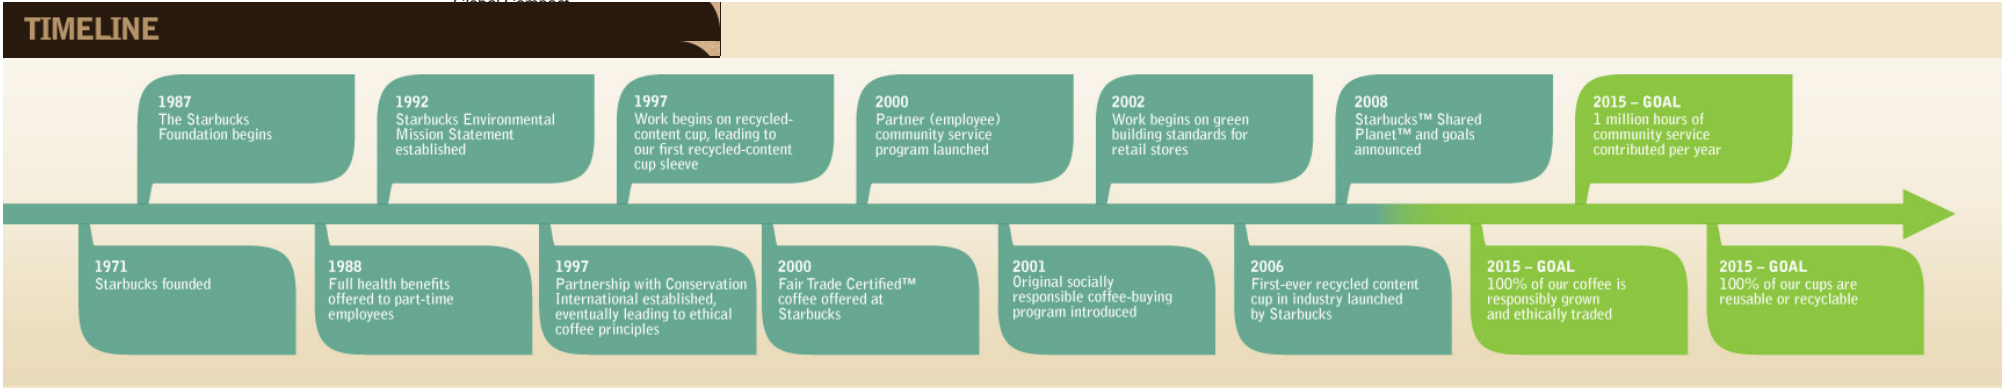 TIMELINE
1987
The Starbucks
Foundation begins
1992
Starbucks Environmental
Mission Statement
established
1997
Work begins on recycled-
content cup, leading to
our first recycled-content
cup sleeve
2000
Partner (employee)
community service
program launched
2002
Work begins on green
building standards for
retail stores
2008
Starbucks™ Shared
Planet™ and goals
announced
2015 – GOAL
1 million hours of
community service
contributed per year
1971
Starbucks founded
1988
Full health benefits
offered to part-time
employees
1997
Partnership with Conservation
International established,
eventually leading to ethical
coffee principles
2000
Fair Trade Certified™
coffee offered at
Starbucks
2001
Original socially
responsible coffee-buying
program introduced
2006
First-ever recycled content
cup in industry launched
by Starbucks
2015 – GOAL
100% of our coffee is
responsibly grown
and ethically traded
2015 – GOAL
100% of our cups are
reusable or recyclable